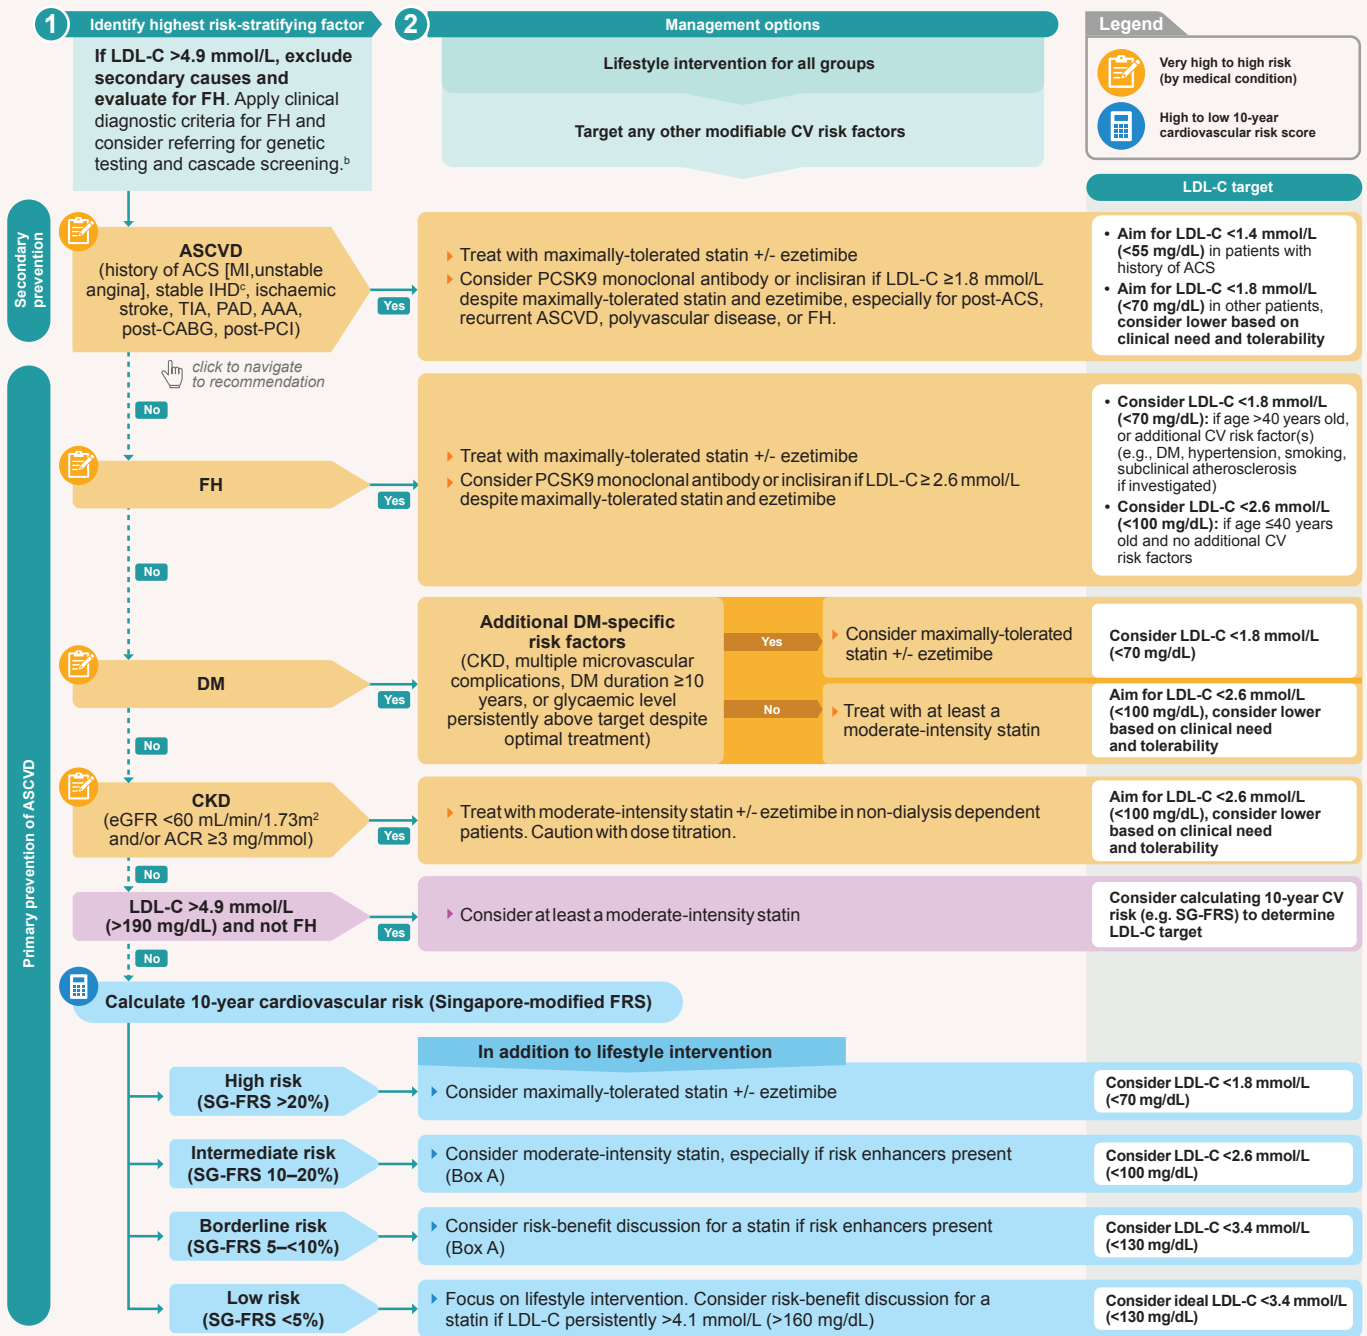 1 Identify highest risk-stratifying factor
2 Management options
Legend
If LDL-C >4.9 mmol/L, exclude
secondary causes and
evaluate for FH. Apply clinical
diagnostic criteria for FH and
consider referring for genetic
testing and cascade screening.b
Lifestyle intervention for all groups
Target any other modifiable CV risk factors
Very high to high risk
(by medical condition)
High to low 10-year
cardiovascular risk score
LDL-C target
Secondary
prevention
ASCVD
(history of ACS [MI,unstable
angina], stable IHDc, ischaemic
stroke, TIA, PAD, AAA,
post-CABG, post-PCI)
Yes
Treat with maximally-tolerated statin +/- ezetimibe
Consider PCSK9 monoclonal antibody or inclisiran if LDL-C ≥1.8 mmol/L
despite maximally-tolerated statin and ezetimibe, especially for post-ACS,
recurrent ASCVD, polyvascular disease, or FH.
• Aim for LDL-C <1.4 mmol/L
(<55 mg/dL) in patients with
history of ACS
• Aim for LDL-C <1.8 mmol/L
(<70 mg/dL) in other patients,
consider lower based on
clinical need and tolerability
click to navigate
to recommendation
No
Primary prevention of ASCVD
FH
Yes
Treat with maximally-tolerated statin +/- ezetimibe
Consider PCSK9 monoclonal antibody or inclisiran if LDL-C ≥ 2.6 mmol/L
despite maximally-tolerated statin and ezetimibe
• Consider LDL-C <1.8 mmol/L
(<70 mg/dL): if age >40 years old,
or additional CV risk factor(s)
(e.g., DM, hypertension, smoking,
subclinical atherosclerosis
if investigated)
• Consider LDL-C <2.6 mmol/L
(<100 mg/dL): if age ≤40 years
old and no additional CV
risk factors
No
DM
Yes
Additional DM-specific
risk factors
(CKD, multiple microvascular
complications, DM duration ≥10
years, or glycaemic level
persistently above target despite
optimal treatment)
Yes
Consider maximally-tolerated
statin +/- ezetimibe
Consider LDL-C <1.8 mmol/L
(<70 mg/dL)
No
Treat with at least a
moderate-intensity statin
Aim for LDL-C <2.6 mmol/L
(<100 mg/dL), consider lower
based on clinical need
and tolerability
No
CKD
(eGFR <60 mL/min/1.73m2
and/or ACR ≥3 mg/mmol)
Yes
Treat with moderate-intensity statin +/- ezetimibe in non-dialysis dependent
patients. Caution with dose titration.
Aim for LDL-C <2.6 mmol/L
(<100 mg/dL), consider lower
based on clinical need
and tolerability
No
LDL-C >4.9 mmol/L
(>190 mg/dL) and not FH
Yes
Consider at least a moderate-intensity statin
Consider calculating 10-year CV
risk (e.g. SG-FRS) to determine
LDL-C target
No
Calculate 10-year cardiovascular risk (Singapore-modified FRS)
In addition to lifestyle intervention
High risk
(SG-FRS >20%)
Consider maximally-tolerated statin +/- ezetimibe
Consider LDL-C <1.8 mmol/L
(<70 mg/dL)
Intermediate risk
(SG-FRS 10–20%)
Consider moderate-intensity statin, especially if risk enhancers present
(Box A)
Consider LDL-C <2.6 mmol/L
(<100 mg/dL)
Borderline risk
(SG-FRS 5–<10%)
Consider risk-benefit discussion for a statin if risk enhancers present
(Box A)
Consider LDL-C <3.4 mmol/L
(<130 mg/dL)
Low risk
(SG-FRS <5%)
Focus on lifestyle intervention. Consider risk-benefit discussion for a
statin if LDL-C persistently >4.1 mmol/L (>160 mg/dL)
Consider ideal LDL-C <3.4 mmol/L
(<130 mg/dL)